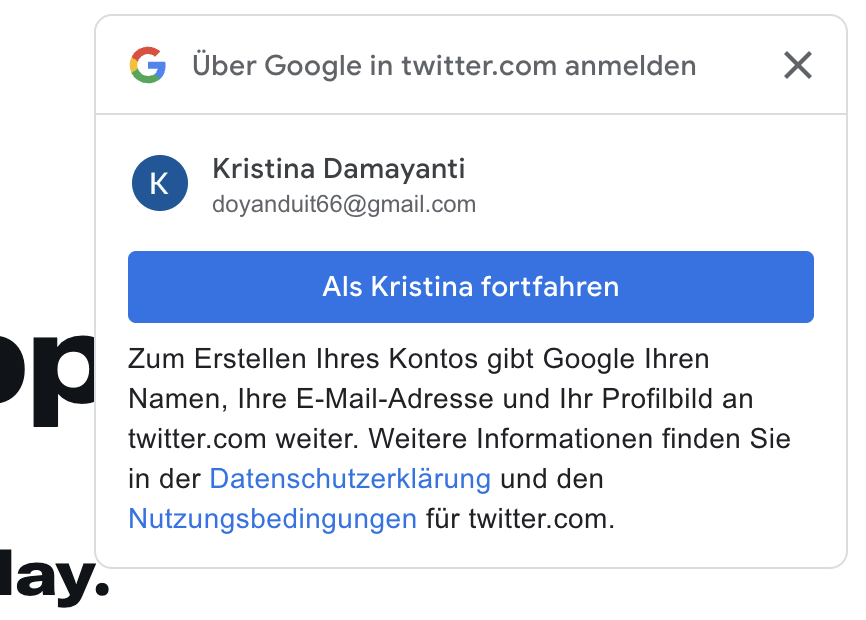 Über Google in twitter.com anmelden
K
Kristina Damayanti
doyanduit66@gmail.com
Als Kristina fortfahren
op
Zum Erstellen Ihres Kontos gibt Google Ihren
Namen, Ihre E-Mail-Adresse und Ihr Profilbild an
twitter.com weiter. Weitere Informationen finden Sie
in der Datenschutzerklärung und den
Nutzungsbedingungen für twitter.com.
lay.